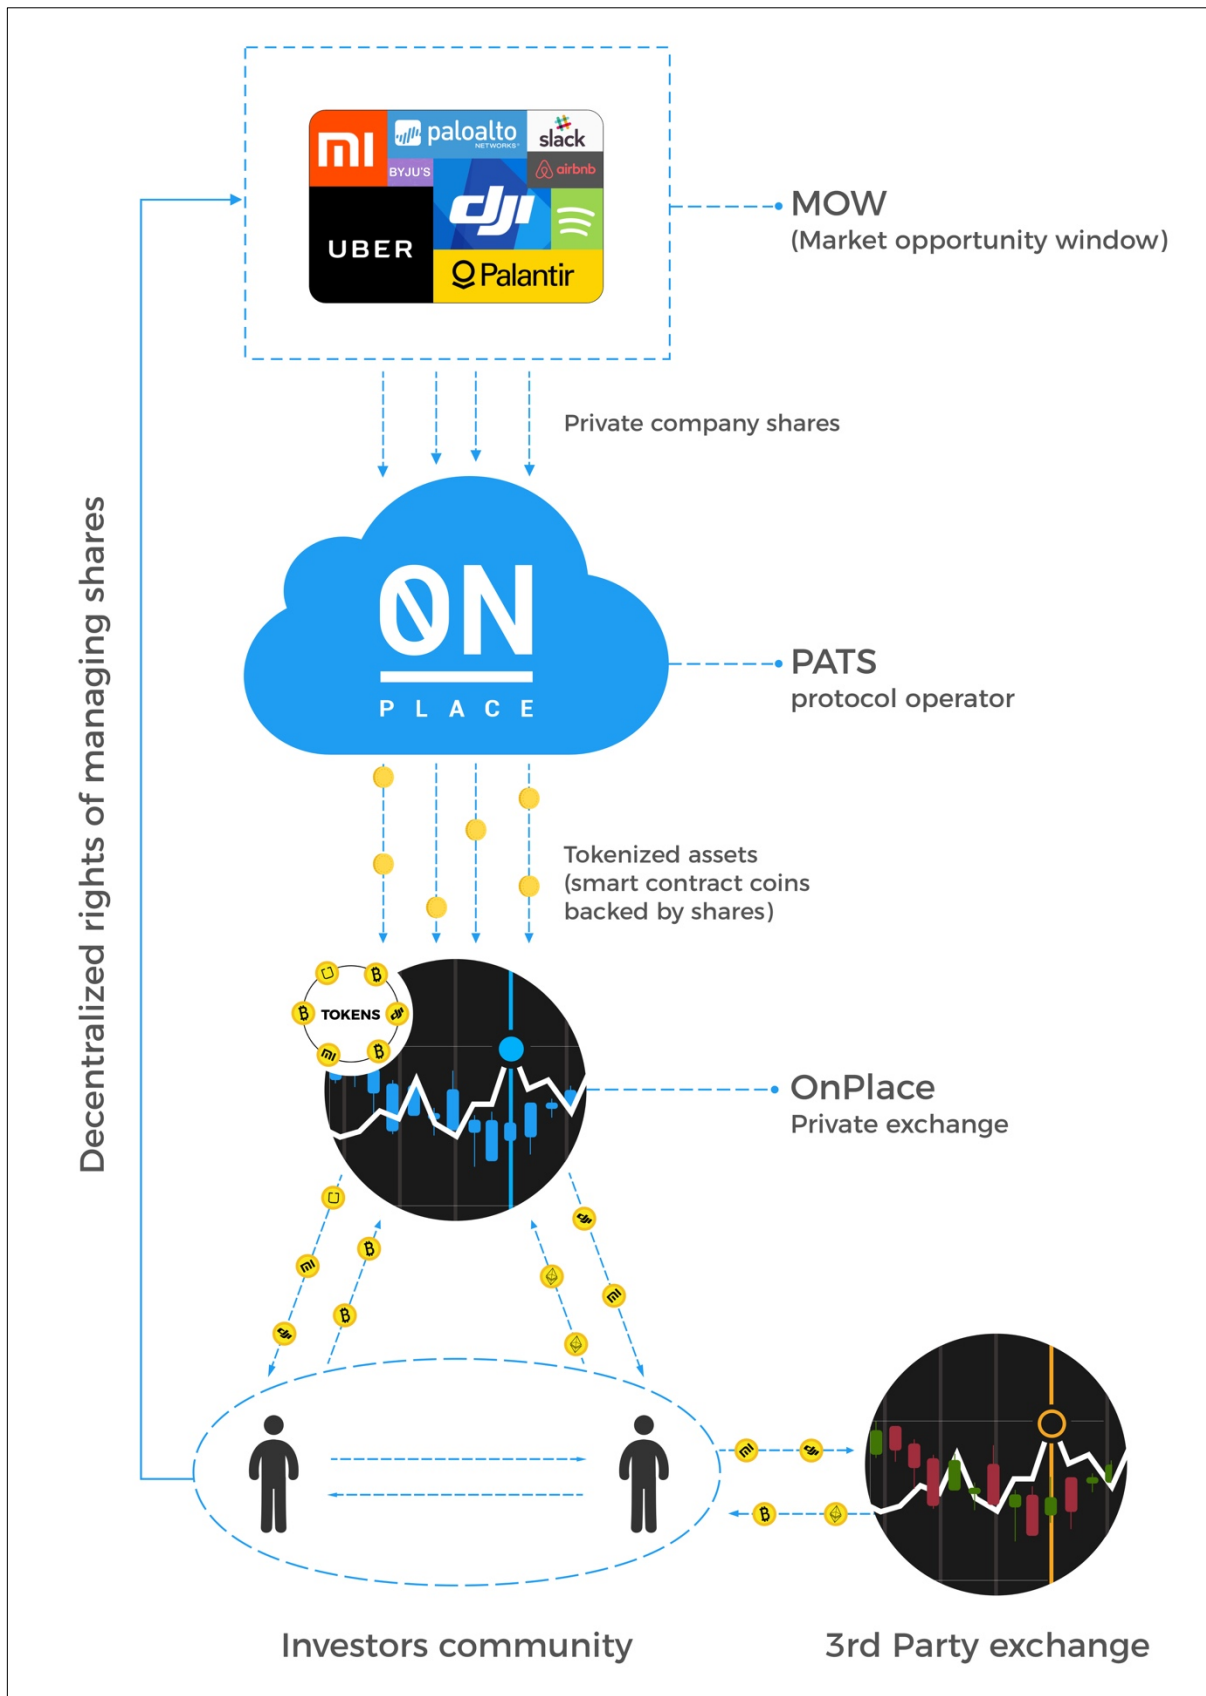 paloalto
NETWORKS
slack
BYJU'S
airbnb
dji
UBER
Palantir
MOW
(Market opportunity window)
Private company shares
Decentralized rights of managing shares
ON
PLACE
PATS
protocol operator
Tokenized assets
(smart contract coins
backed by shares)
TOKENS
OnPlace
Private exchange
Investors community
3rd Party exchange